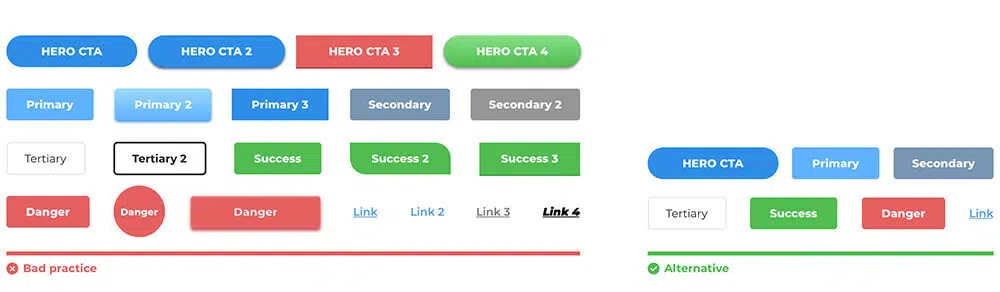 HERO CTA HERO CTA 2 HERO CTA 3 HERO CTA 4
Primary Primary 2 Primary 3 Secondary Secondary 2
Tertiary Tertiary 2 Success Success 2 Success 3
Danger Danger Danger Link Link 2 Link 3 Link 4
Bad practice
HERO CTA Primary Secondary
Tertiary Success Danger Link
Alternative